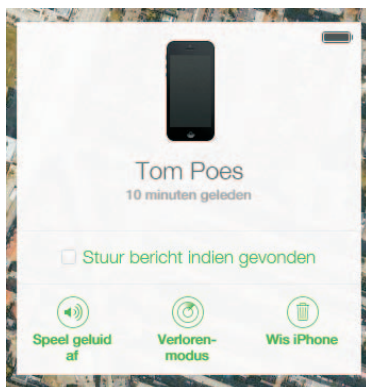 Tom Poes
10 minuten geleden
Stuur bericht indien gevonden
Speel geluid
af
Verloren-
modus
Wis iPhone